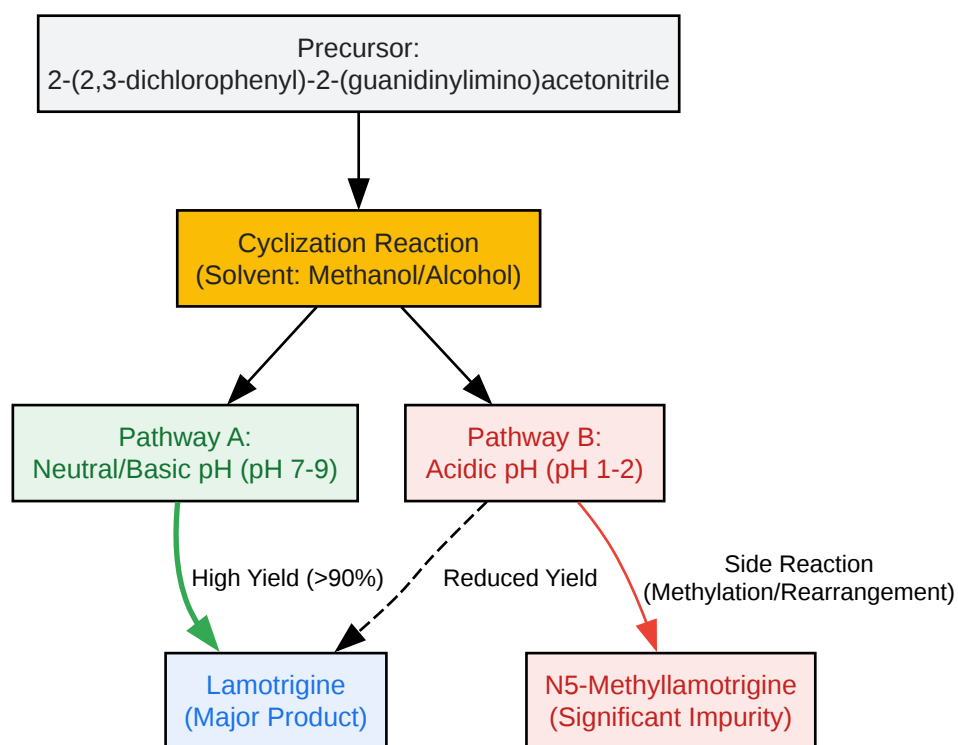 Precursor:
2-(2,3-dichlorophenyl)-2-(guanidinylimino)acetonitrile
Cyclization Reaction
(Solvent: Methanol/Alcohol)
Pathway A:
Neutral/Basic pH (pH 7-9)
Pathway B:
Acidic pH (pH 1-2)
High Yield (>90%)
Reduced Yield
Side Reaction
(Methylation/Rearrangement)
Lamotrigine
(Major Product)
N5-Methyllamotrigine
(Significant Impurity)